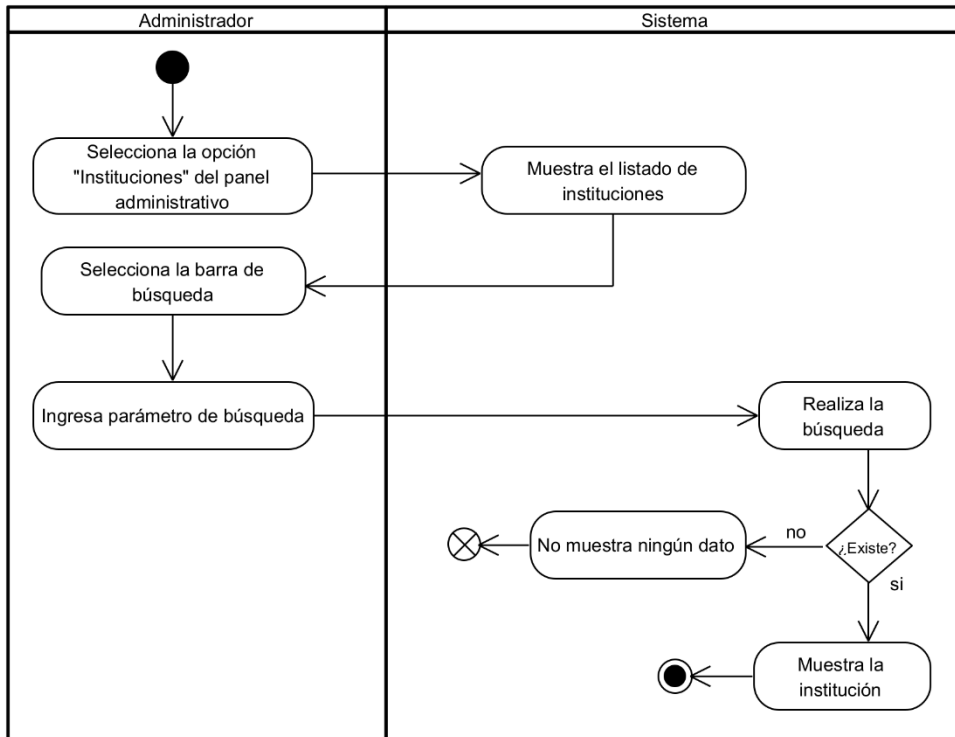 Administrador
Sistema
Selecciona la opción
"Instituciones" del panel
administrativo
Muestra el listado de
instituciones
Selecciona la barra de
búsqueda
Ingresa parámetro de búsqueda
Realiza la
búsqueda
¿Existe?
no
No muestra ningún dato
si
Muestra la
institución